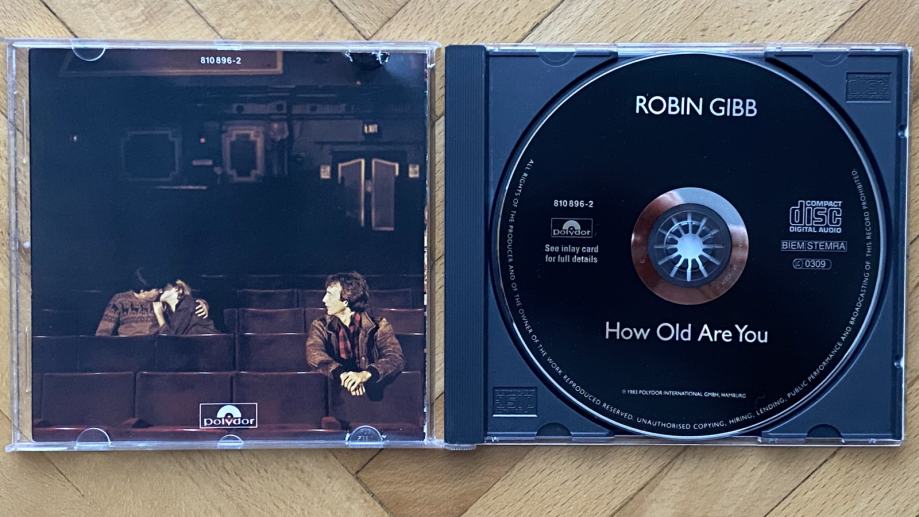 810 896-2
EXIT
polydor
ROBIN GIBB
810 896-2
polydor
See inlay card
for full details
COMPACT
disc
DIGITAL AUDIO
BIEM STEMRA
LC 0309
How Old Are You
℗ 1983 POLYDOR INTERNATIONAL GMBH, HAMBURG
ALL RIGHTS OF THE PRODUCER AND OF THE OWNER OF THE WORK REPRODUCED RESERVED. UNAUTHORISED COPYING, HIRING, LENDING, PUBLIC PERFORMANCE AND BROADCASTING OF THIS RECORD PROHIBITED.